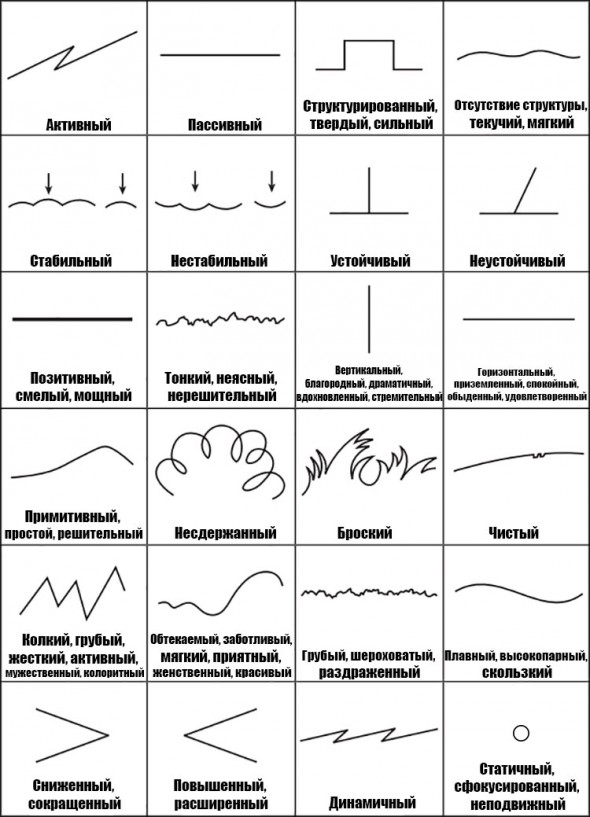 Активный
Пассивный
Структурированный,
твердый, сильный
Отсутствие структуры,
текучий, мягкий
Стабильный
Нестабильный
Устойчивый
Неустойчивый
Позитивный,
смелый, мощный
Тонкий, неясный,
нерешительный
Вертикальный,
благородный, драматичный,
вдохновленный, стремительный
Горизонтальный,
приземленный, спокойный,
обыденный, удовлетворенный
Примитивный,
простой, решительный
Несдержанный
Броский
Чистый
Колкий, грубый,
жесткий, активный,
мужественный, колоритный
Обтекаемый, заботливый,
мягкий, приятный,
женственный, красивый
Грубый, шероховатый,
раздраженный
Плавный, высокопарный,
скользкий
Сниженный,
сокращенный
Повышенный,
расширенный
Динамичный
Статичный,
сфокусированный,
неподвижный